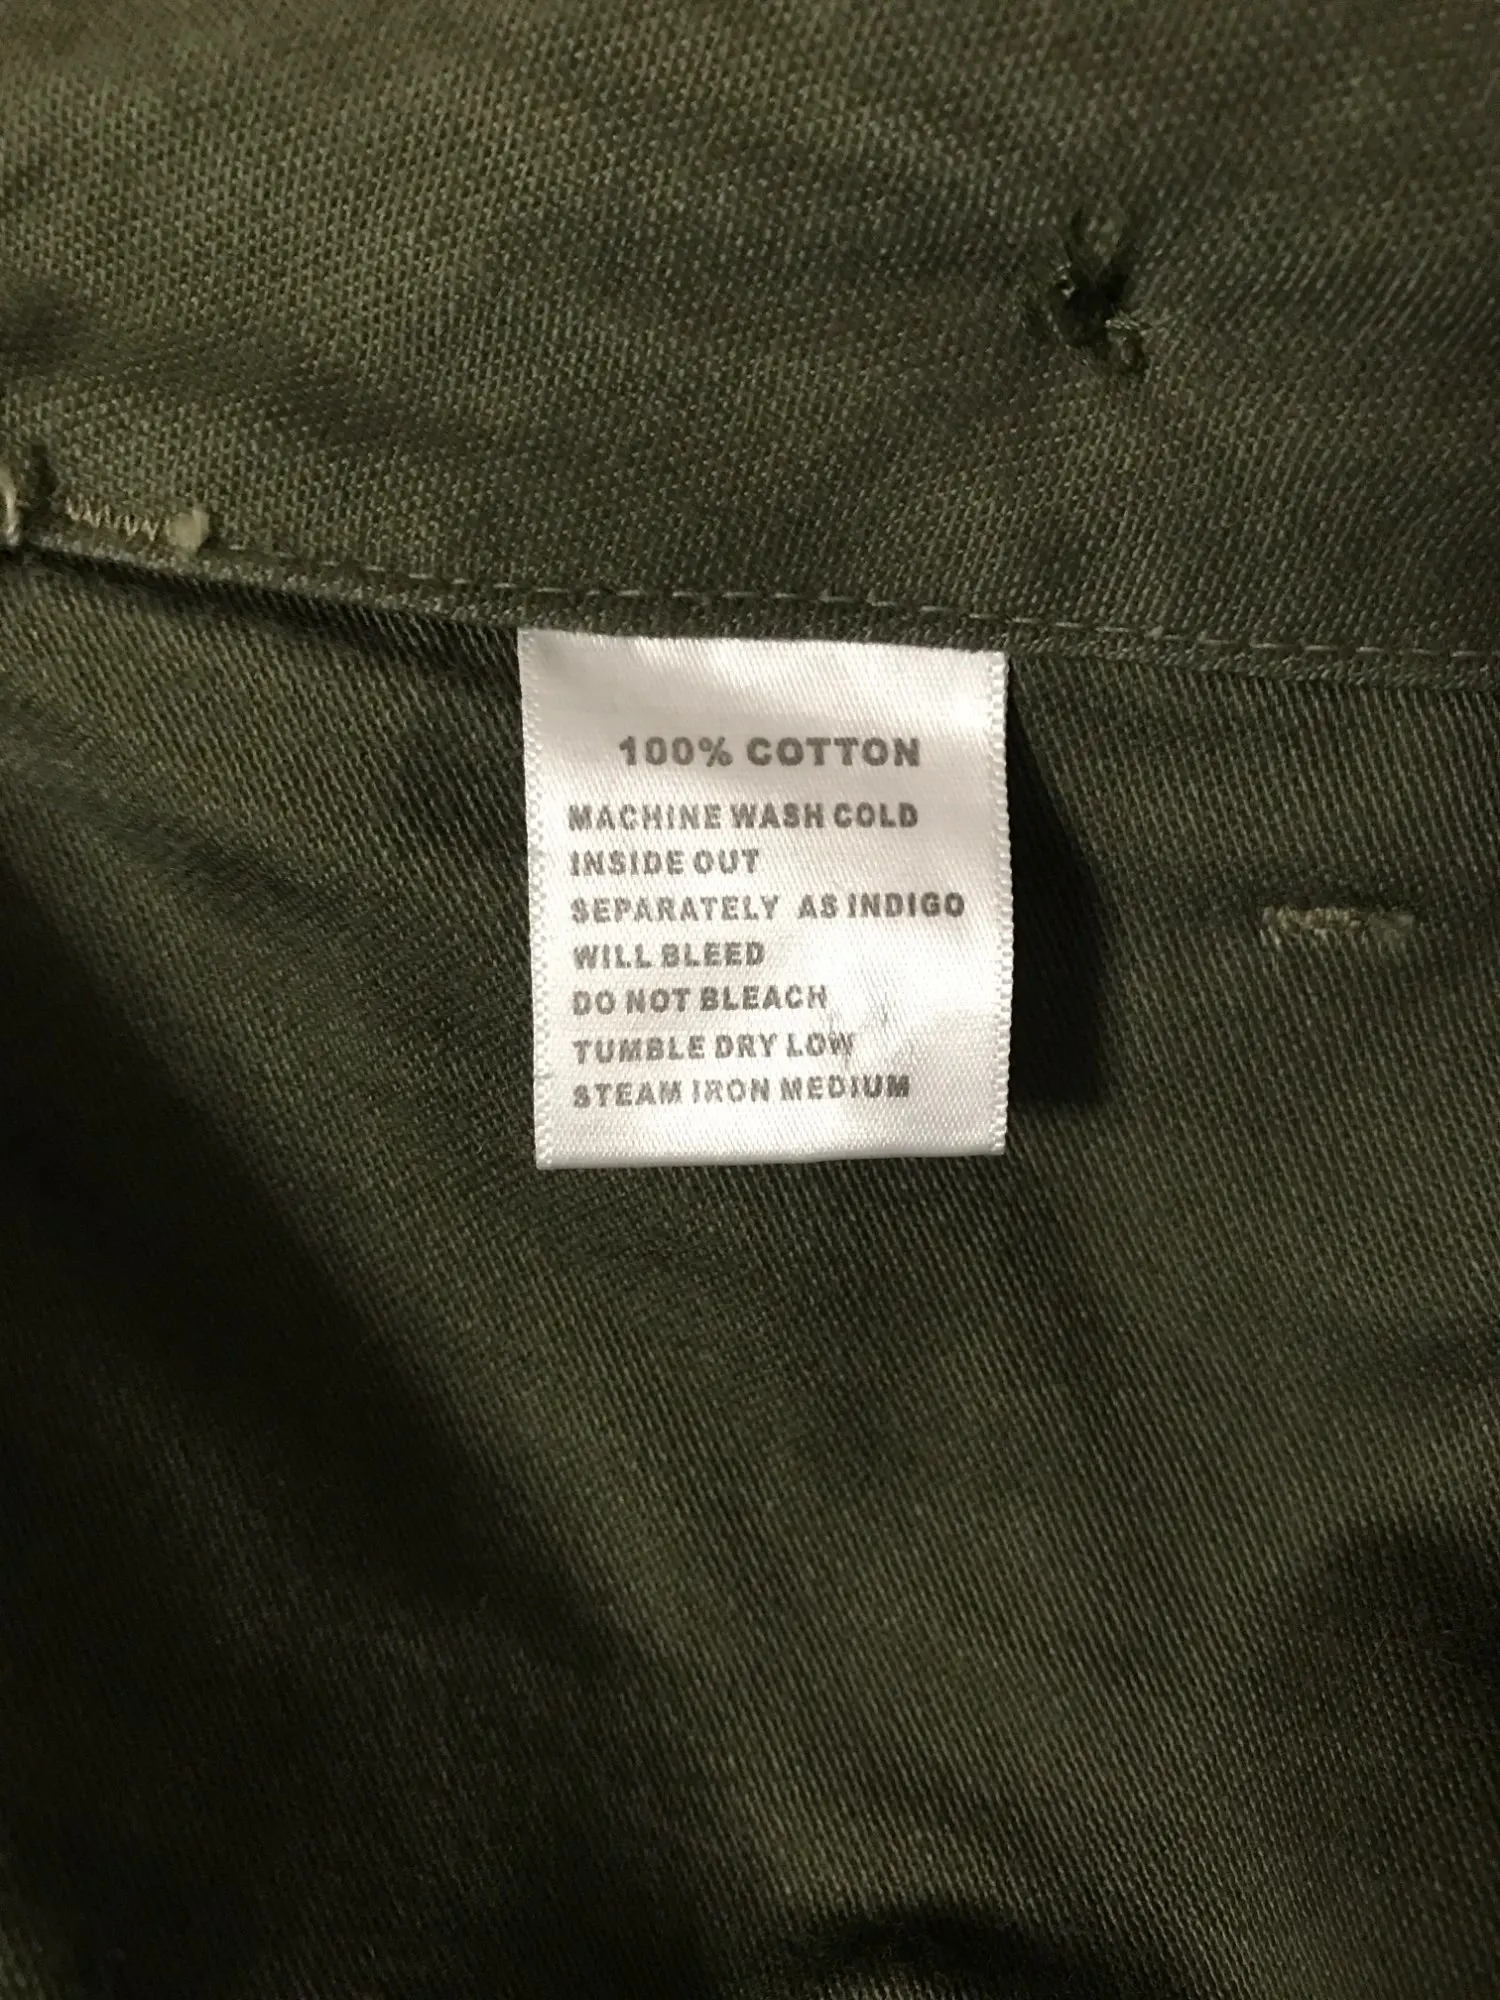 100% COTTON
MACHINE WASH COLD
INSIDE OUT
SEPARATELY AS INDIGO
WILL BLEED
DO NOT BLEACH
TUMBLE DRY LOW
STEAM IRON MEDIUM